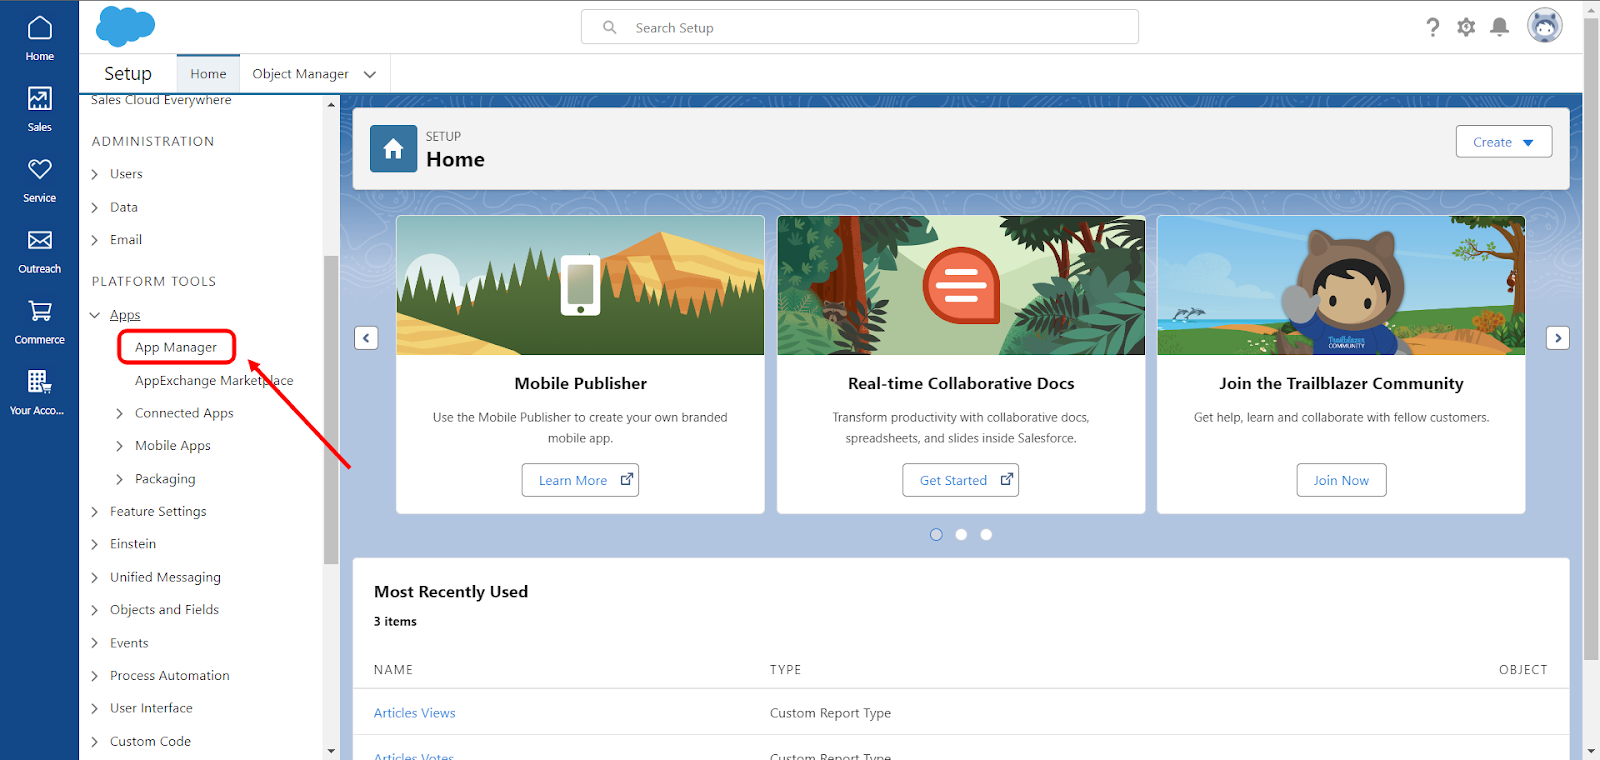 Home
Sales
Service
Outreach
Commerce
Your Acco...
Search Setup
Setup
Home
Object Manager
Sales Cloud Everywhere
ADMINISTRATION
Users
Data
Email
PLATFORM TOOLS
Apps
App Manager
AppExchange Marketplace
Connected Apps
Mobile Apps
Packaging
Feature Settings
Einstein
Unified Messaging
Objects and Fields
Events
Process Automation
User Interface
Custom Code
SETUP
Home
Create
Mobile Publisher
Use the Mobile Publisher to create your own branded
mobile app.
Learn More
Real-time Collaborative Docs
Transform productivity with collaborative docs,
spreadsheets, and slides inside Salesforce.
Get Started
Trailblazer
COMMUNITY
Join the Trailblazer Community
Get help, learn and collaborate with fellow customers.
Join Now
Most Recently Used
3 items
NAME TYPE OBJECT
Articles Views Custom Report Type
Articles Votes Custom Report Type